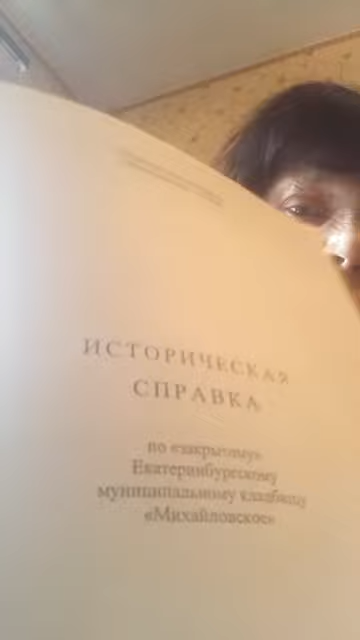 ИСТОРИЧЕСКАЯ
СПРАВКА
по «закрытому»
Екатеринбургскому
муниципальному кладбищу
«Михайловское»